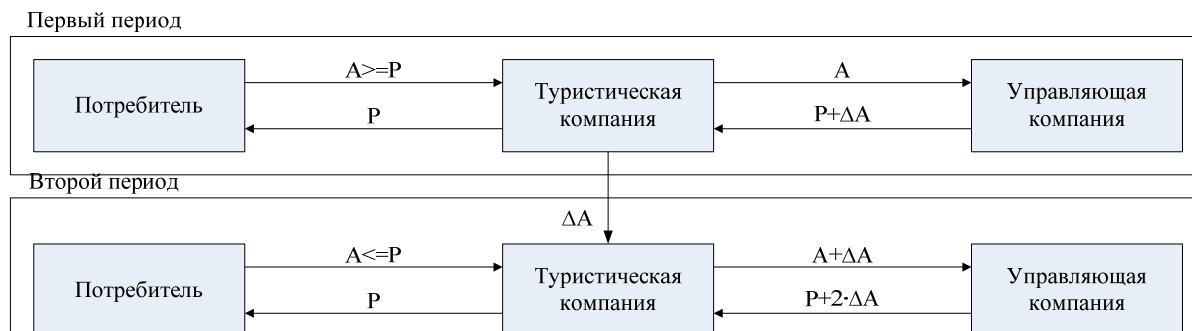 Первый период
A>=P
A
Потребитель
Туристическая
компания
Управляющая
компания
P
P+ΔA
Второй период
ΔA
A<=P
A+ΔA
Потребитель
Туристическая
компания
Управляющая
компания
P
P+2·ΔA